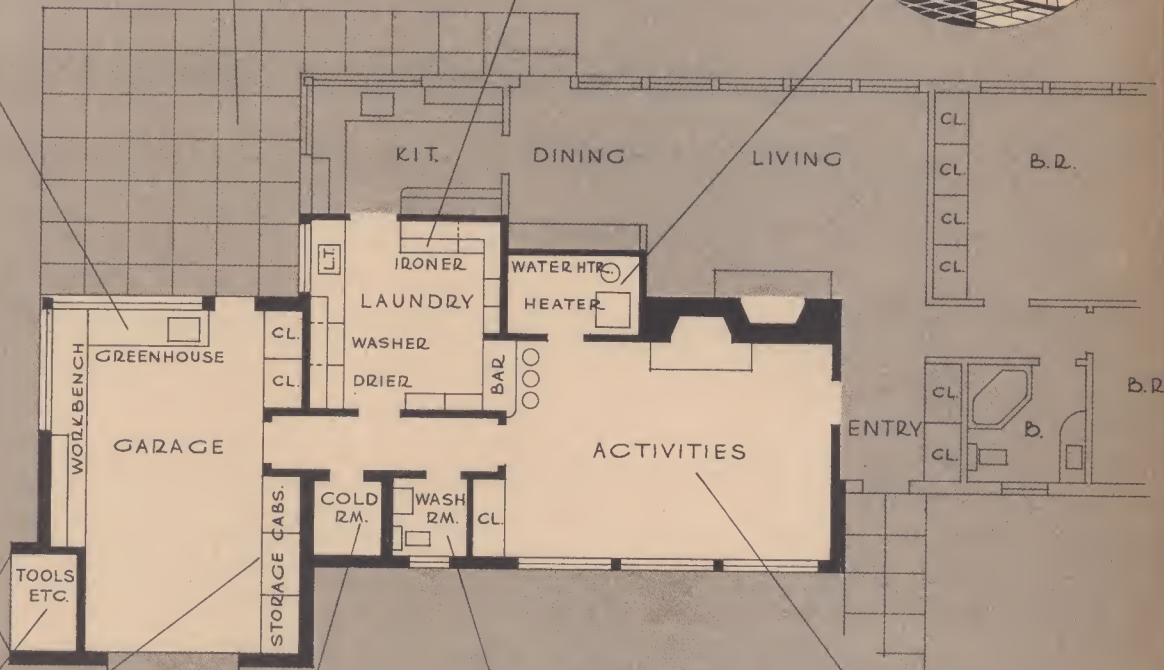 CL.
KIT.
DINING
LIVING
CL.
B.R.
CL.
CL.
L.T.
IRONER
WATER HTR.
LAUNDRY
HEATER
GREENHOUSE
CL.
WASHER
CL.
DRIER
BAR
WORKBENCH
CL.
B.R.
GARAGE
ACTIVITIES
ENTRY
B.
CL.
COLD
RM.
WASH
RM.
CL.
STORAGE CABS.
TOOLS
ETC.